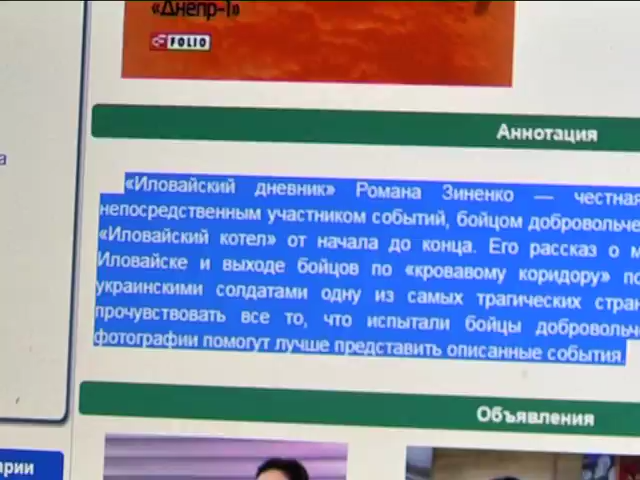 «Днепр-1»
FOLIO
Аннотация
«Иловайский дневник» Романа Зиненко — честная
непосредственным участником событий, бойцом добровольче
«Иловайский котел» от начала до конца. Его рассказ о м
Иловайске и выходе бойцов по «кровавому коридору» по
украинскими солдатами одну из самых трагических стран
прочувствовать все то, что испытали бойцы добровольч
фотографии помогут лучше представить описанные события.
Объявления
арии
а